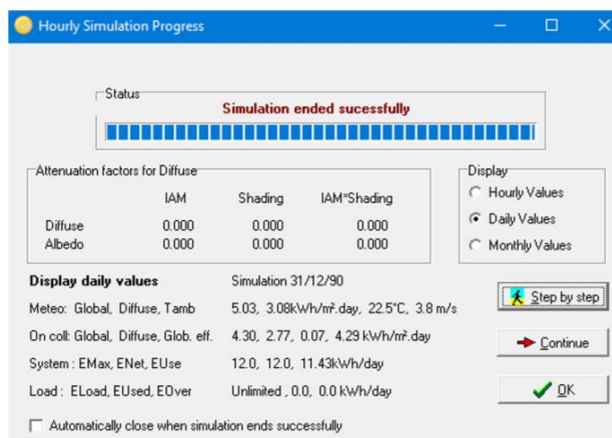 Hourly Simulation Progress
Status
Simulation ended sucessfully
Attenuation factors for Diffuse
IAM Shading IAM*Shading
Diffuse 0.000 0.000 0.000
Albedo 0.000 0.000 0.000
Display
Hourly Values
Daily Values
Monthly Values
Display daily values Simulation 31/12/90
Meteo: Global, Diffuse, Tamb 5.03, 3.08kWh/m².day, 22.5°C, 3.8 m/s
On coll: Global, Diffuse, Glob. eff. 4.30, 2.77, 0.07, 4.29 kWh/m².day
System : EMax, ENet, EUse 12.0, 12.0, 11.43kWh/day
Load : ELoad, EUsed, EOver Unlimited , 0.0, 0.0 kWh/day
Step by step
Continue
OK
Automatically close when simulation ends successfully